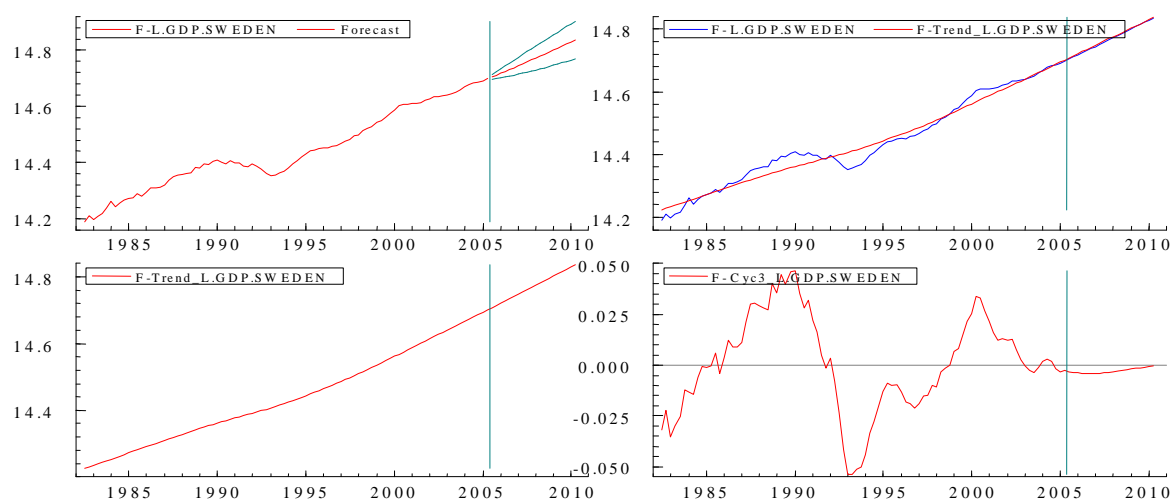 F-L.GDP.SWEDEN Forecast
14.8
14.6
14.4
14.2
1985 1990 1995 2000 2005 2010
F-L.GDP.SWEDEN F-Trend_L.GDP.SWEDEN
14.8
14.6
14.4
14.2
1985 1990 1995 2000 2005 2010
F-Trend_L.GDP.SWEDEN
14.8
14.6
14.4
1985 1990 1995 2000 2005 2010
F-Cyc3_L.GDP.SWEDEN
0.050
0.025
0.000
-0.025
-0.050
1985 1990 1995 2000 2005 2010